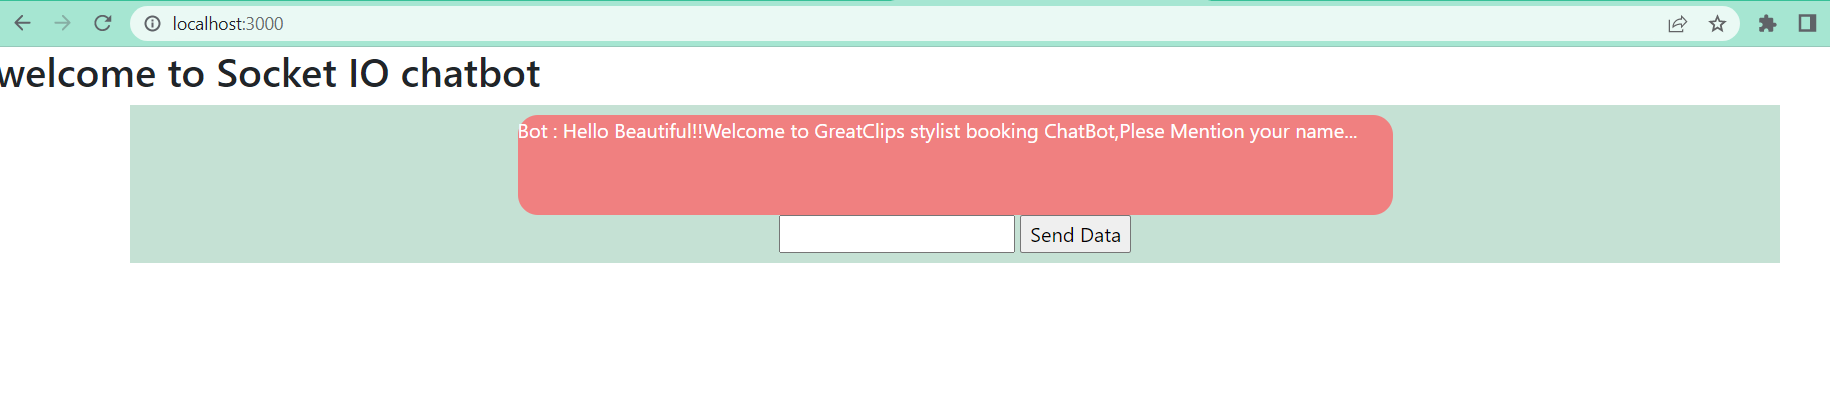 localhost:3000
welcome to Socket IO chatbot
Bot : Hello Beautiful!!Welcome to GreatClips stylist booking ChatBot,Plese Mention your name...
Send Data